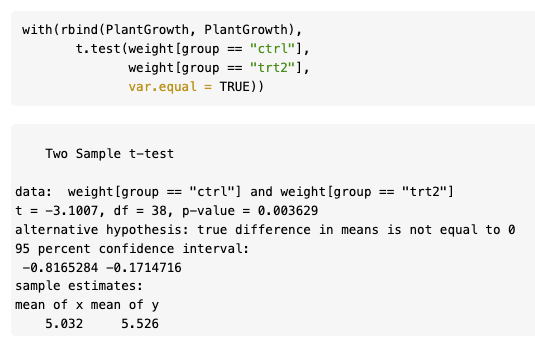 with(rbind(PlantGrowth, PlantGrowth),
t.test(weight[group == "ctrl"],
weight[group == "trt2"],
var.equal = TRUE))
Two Sample t-test
data:  weight[group == "ctrl"] and weight[group == "trt2"]
t = -3.1007, df = 38, p-value = 0.003629
alternative hypothesis: true difference in means is not equal to 0
95 percent confidence interval:
-0.8165284 -0.1714716
sample estimates:
mean of x mean of y
5.032     5.526